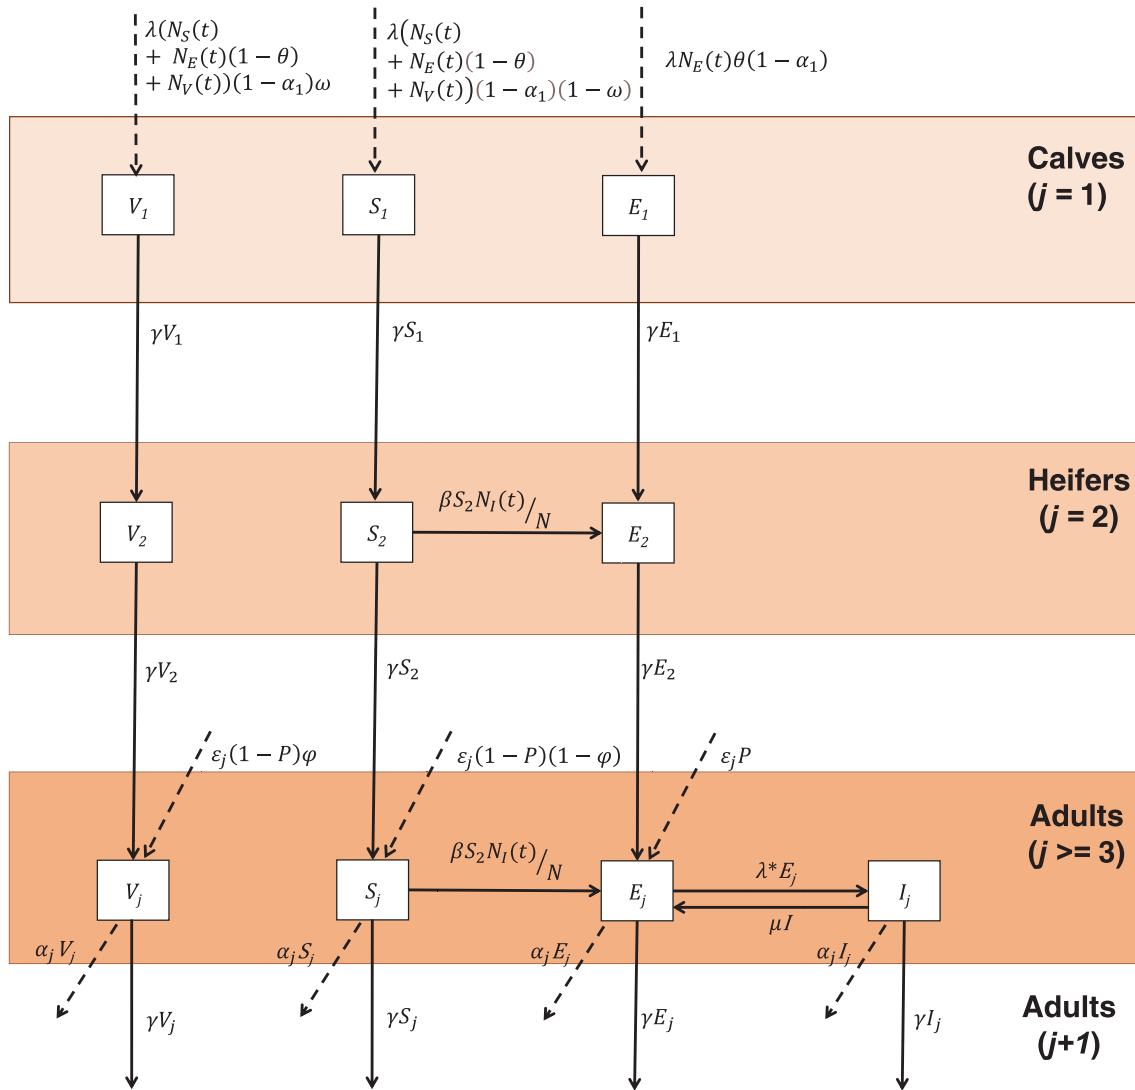 λ(N_S(t)
+ N_E(t)(1 − θ)
+ N_V(t))(1 − α_1)ω
λ(N_S(t)
+ N_E(t)(1 − θ)
+ N_V(t))(1 − α_1)(1 − ω)
λN_E(t)θ(1 − α_1)
Calves
(j = 1)
V_1
S_1
E_1
γV_1
γS_1
γE_1
Heifers
(j = 2)
V_2
S_2
βS_2N_I(t)/N
E_2
γV_2
γS_2
γE_2
ε_j(1 − P)φ
ε_j(1 − P)(1 − φ)
ε_jP
Adults
(j >= 3)
V_j
S_j
βS_2N_I(t)/N
E_j
λ*E_j
μI
I_j
α_jV_j
α_jS_j
α_jE_j
α_jI_j
γV_j
γS_j
γE_j
γI_j
Adults
(j+1)